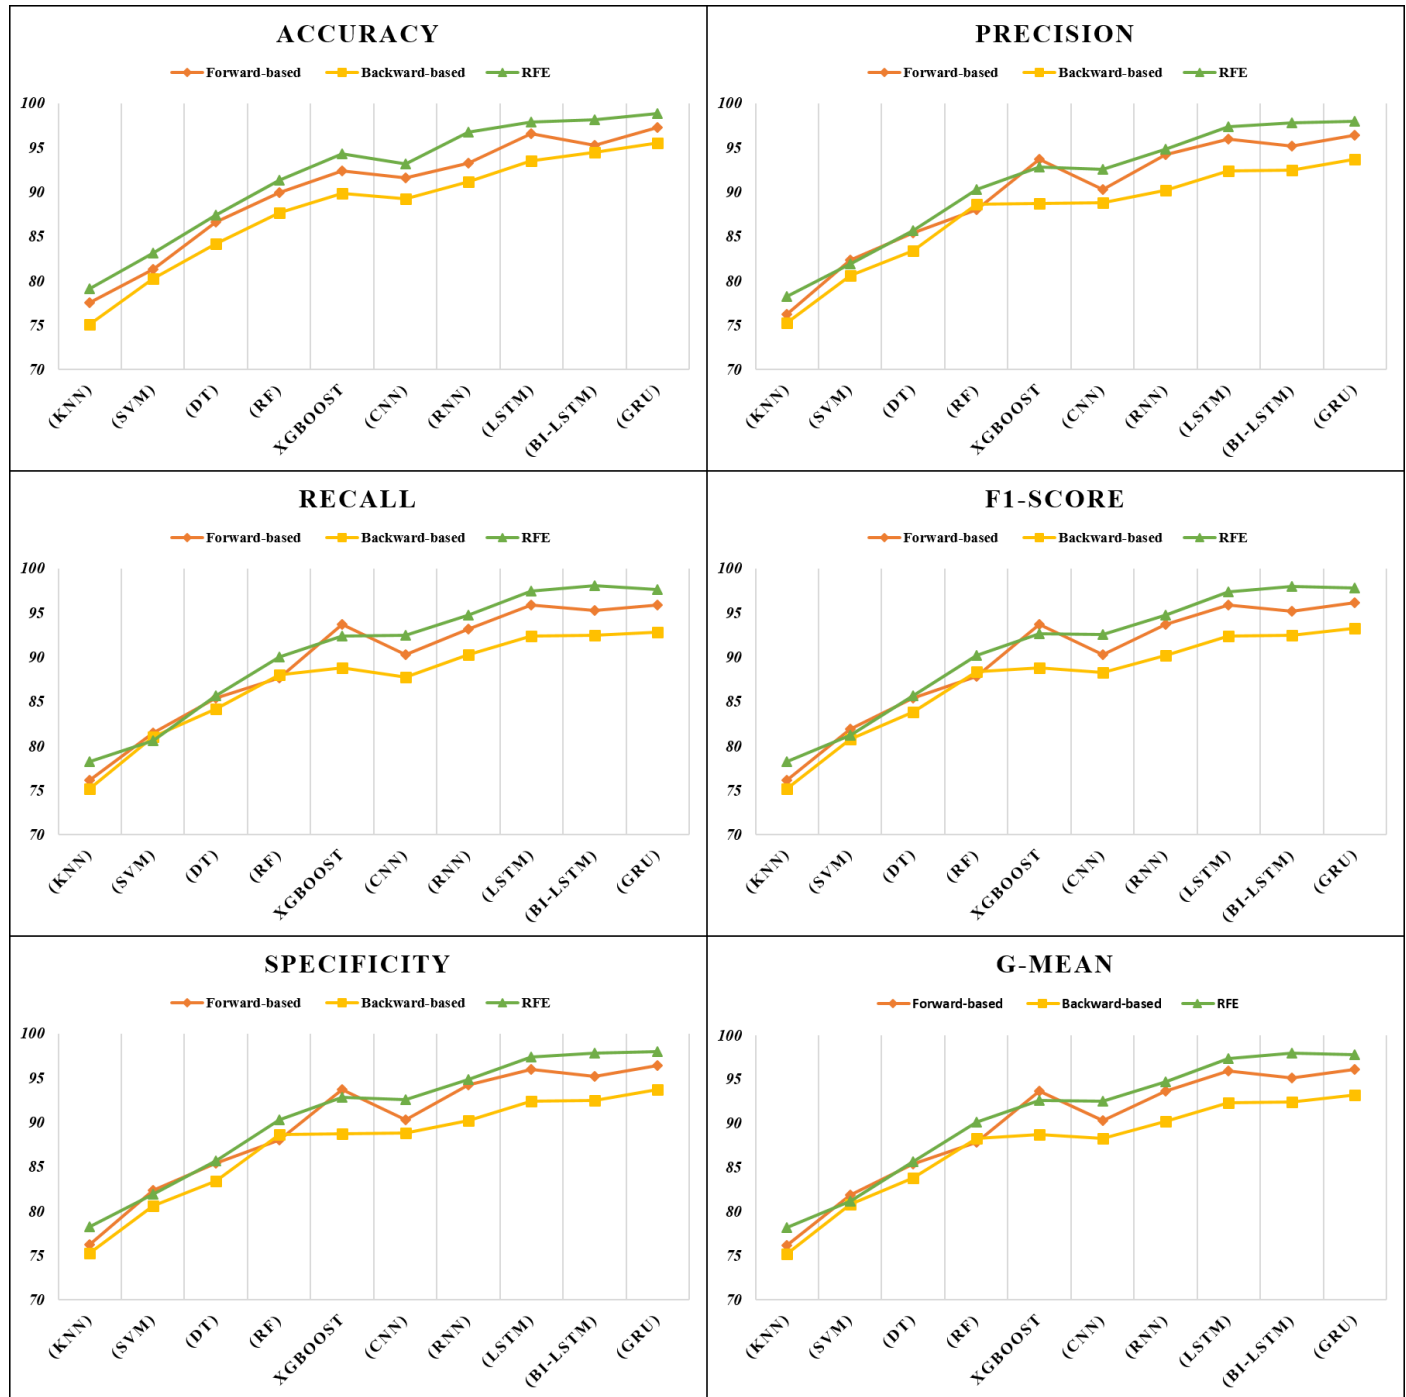 ACCURACY
Forward-based Backward-based RFE
100
95
90
85
80
75
70
(KNN) (SVM) (DT) (RF) XGBOOST (CNN) (RNN) (LSTM) (BI-LSTM) (GRU)
PRECISION
Forward-based Backward-based RFE
100
95
90
85
80
75
70
(KNN) (SVM) (DT) (RF) XGBOOST (CNN) (RNN) (LSTM) (BI-LSTM) (GRU)
RECALL
Forward-based Backward-based RFE
100
95
90
85
80
75
70
(KNN) (SVM) (DT) (RF) XGBOOST (CNN) (RNN) (LSTM) (BI-LSTM) (GRU)
F1-SCORE
Forward-based Backward-based RFE
100
95
90
85
80
75
70
(KNN) (SVM) (DT) (RF) XGBOOST (CNN) (RNN) (LSTM) (BI-LSTM) (GRU)
SPECIFICITY
Forward-based Backward-based RFE
100
95
90
85
80
75
70
(KNN) (SVM) (DT) (RF) XGBOOST (CNN) (RNN) (LSTM) (BI-LSTM) (GRU)
G-MEAN
Forward-based Backward-based RFE
100
95
90
85
80
75
70
(KNN) (SVM) (DT) (RF) XGBOOST (CNN) (RNN) (LSTM) (BI-LSTM) (GRU)